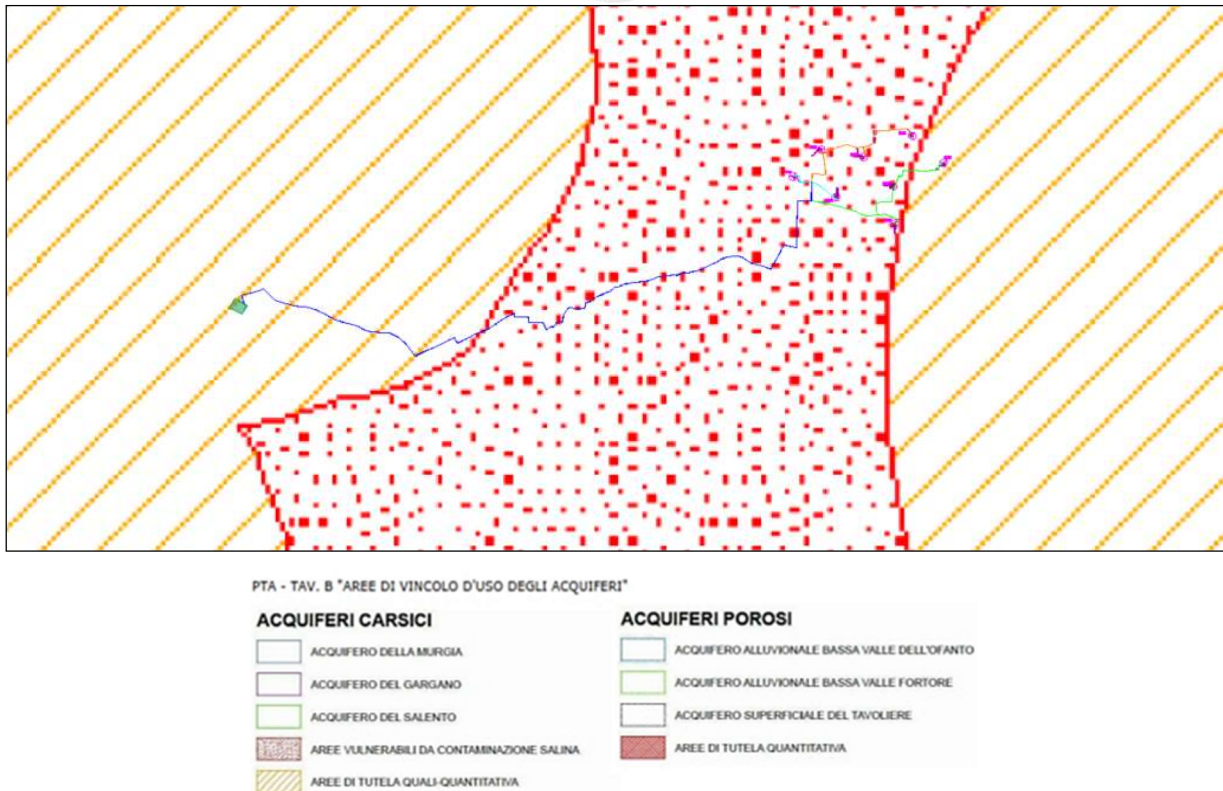 PTA - TAV. B "AREE DI VINCOLO D'USO DEGLI ACQUIFERI"
ACQUIFERI CARSICI
ACQUIFERO DELLA MURGIA
ACQUIFERO DEL GARGANO
ACQUIFERO DEL SALENTO
AREE VULNERABILI DA CONTAMINAZIONE SALINA
AREE DI TUTELA QUALI-QUANTITATIVA
ACQUIFERI POROSI
ACQUIFERO ALLUVIONALE BASSA VALLE DELL'OFANTO
ACQUIFERO ALLUVIONALE BASSA VALLE FORTORE
ACQUIFERO SUPERFICIALE DEL TAVOLIERE
AREE DI TUTELA QUANTITATIVA